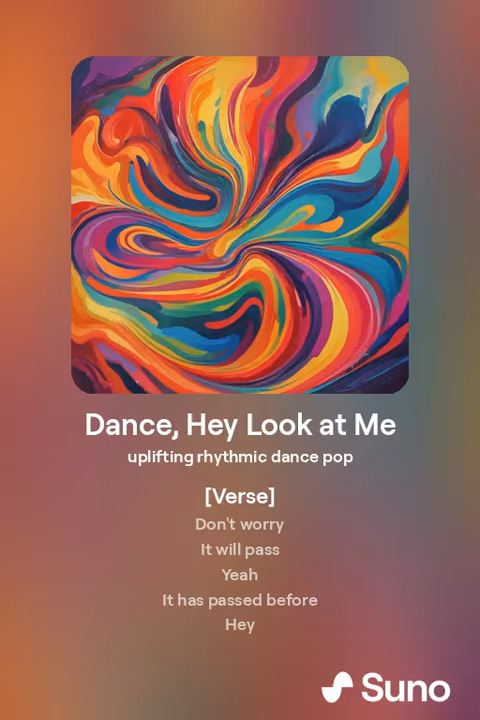 Dance, Hey Look at Me
uplifting rhythmic dance pop
[Verse]
Don't worry
It will pass
Yeah
It has passed before
Hey
Suno